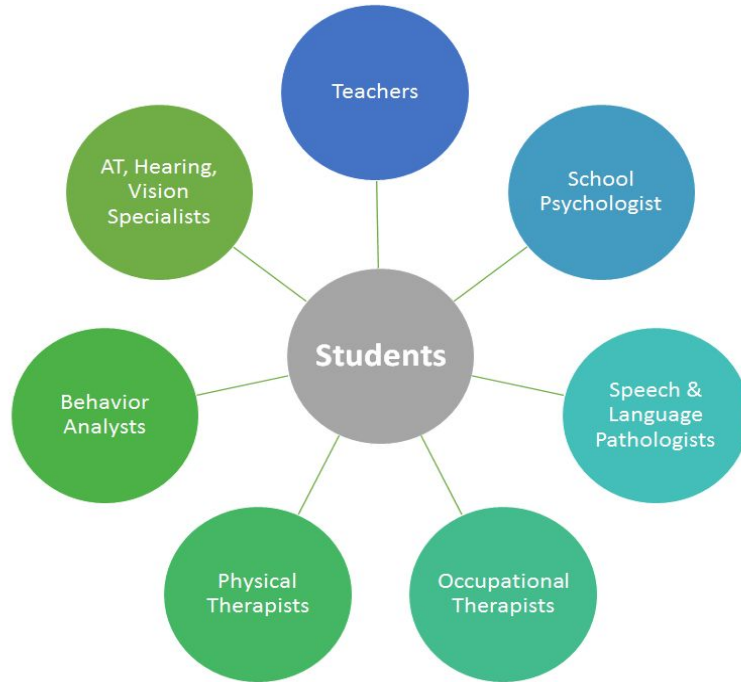 Teachers
School
Psychologist
Speech &
Language
Pathologists
Occupational
Therapists
Physical
Therapists
Behavior
Analysts
AT, Hearing,
Vision
Specialists
Students